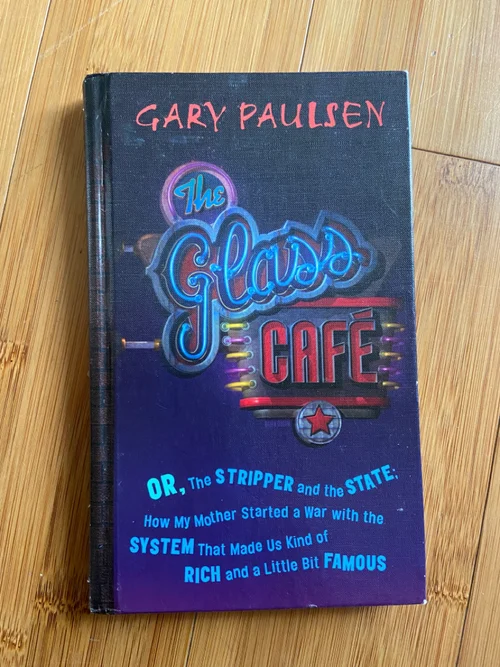 GARY PAULSEN
The
Glass
CAFÉ
OR, The STRIPPER and the STATE;
How My Mother Started a War with the
SYSTEM That Made Us Kind of
RICH and a Little Bit FAMOUS